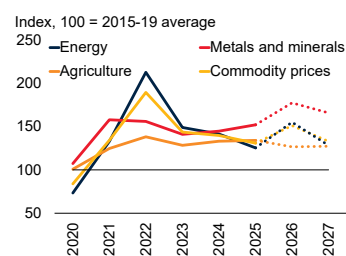 Index, 100 = 2015-19 average
250
Energy
Metals and minerals
200
Agriculture
Commodity prices
150
100
50
2020
2021
2022
2023
2024
2025
2026
2027